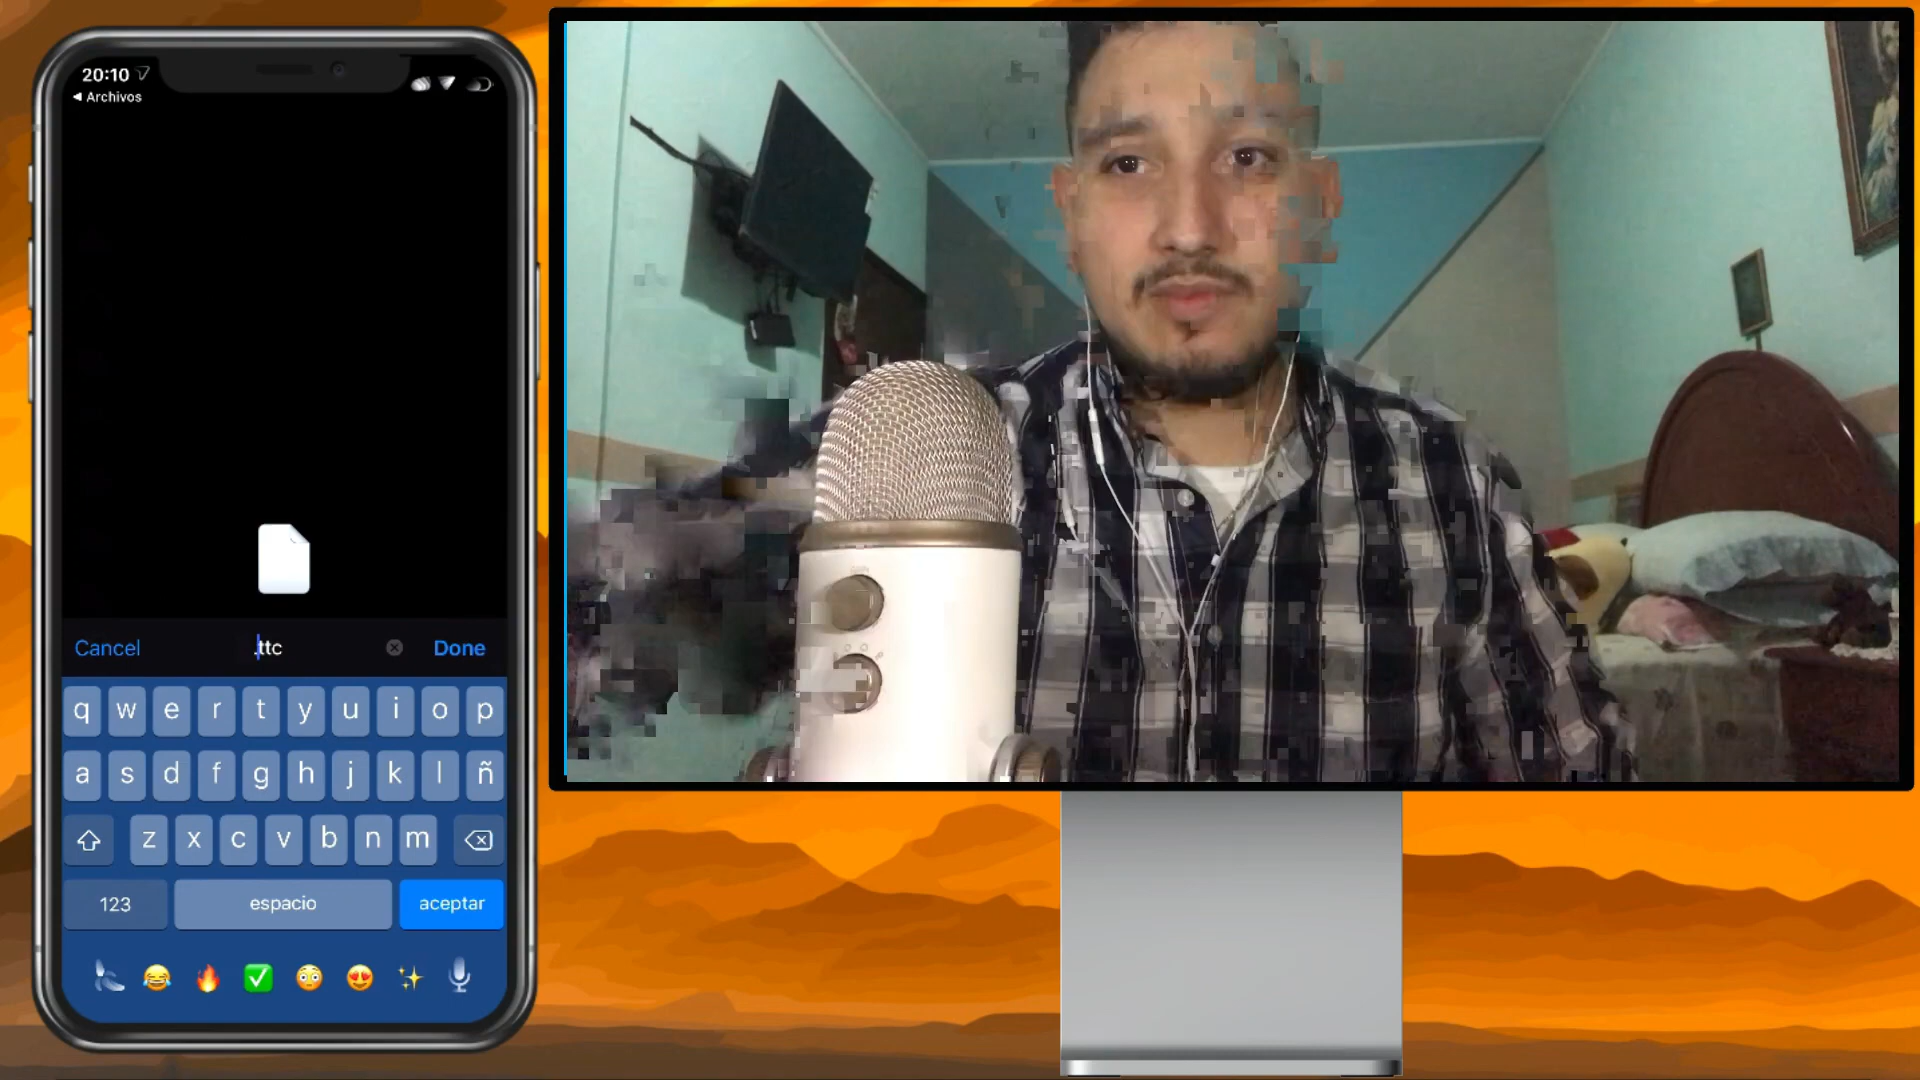 20:10
◀ Archivos
Cancel .ttc Done
q w e r t y u i o p
a s d f g h j k l ñ
z x c v b n m
123 espacio aceptar